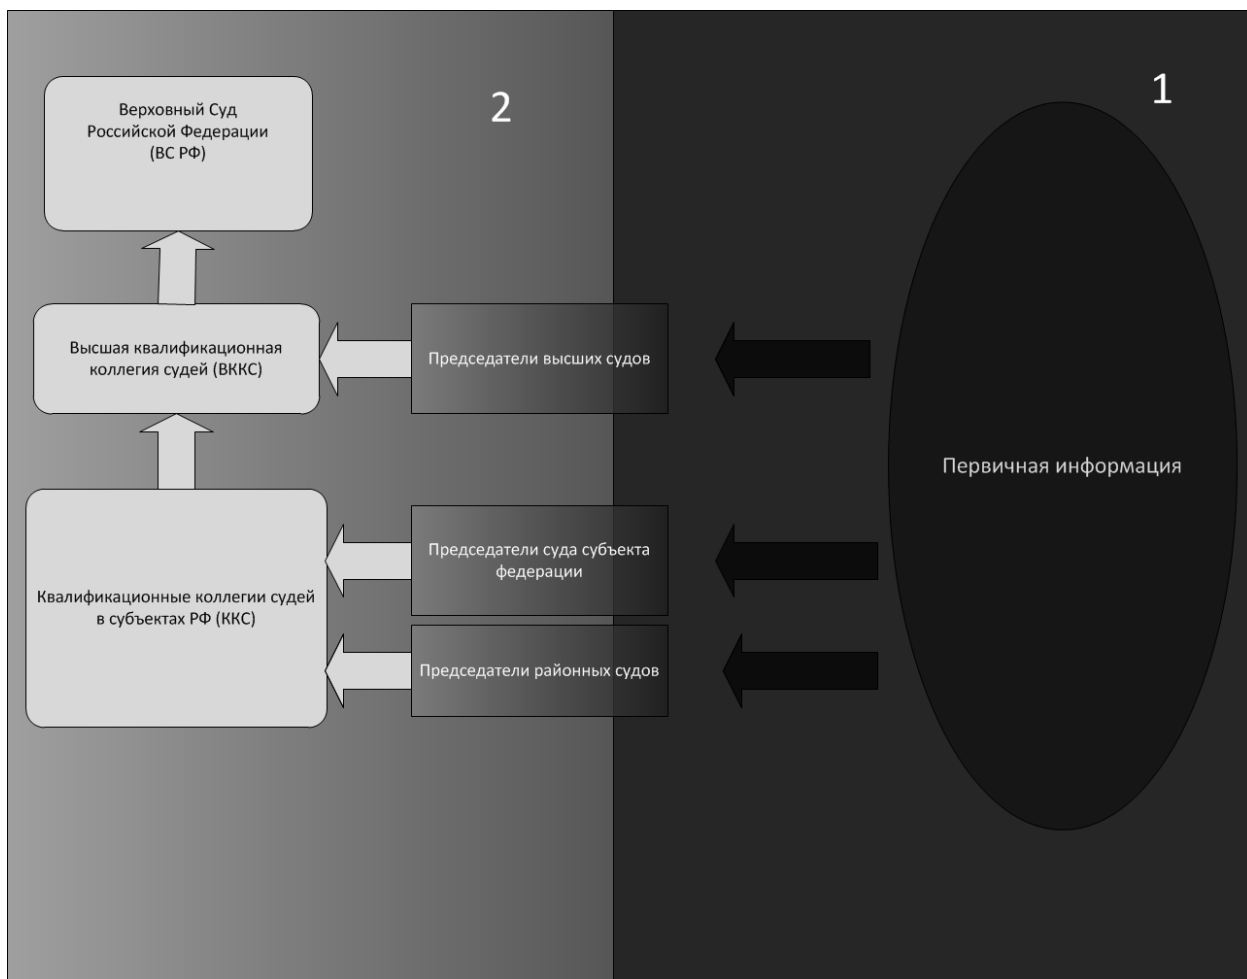 1
2
Верховный Суд
Российской Федерации
(ВС РФ)
Высшая квалификационная
коллегия судей (ВККС)
Председатели высших судов
Первичная информация
Председатели суда субъекта
федерации
Квалификационные коллегии судей
в субъектах РФ (ККС)
Председатели районных судов